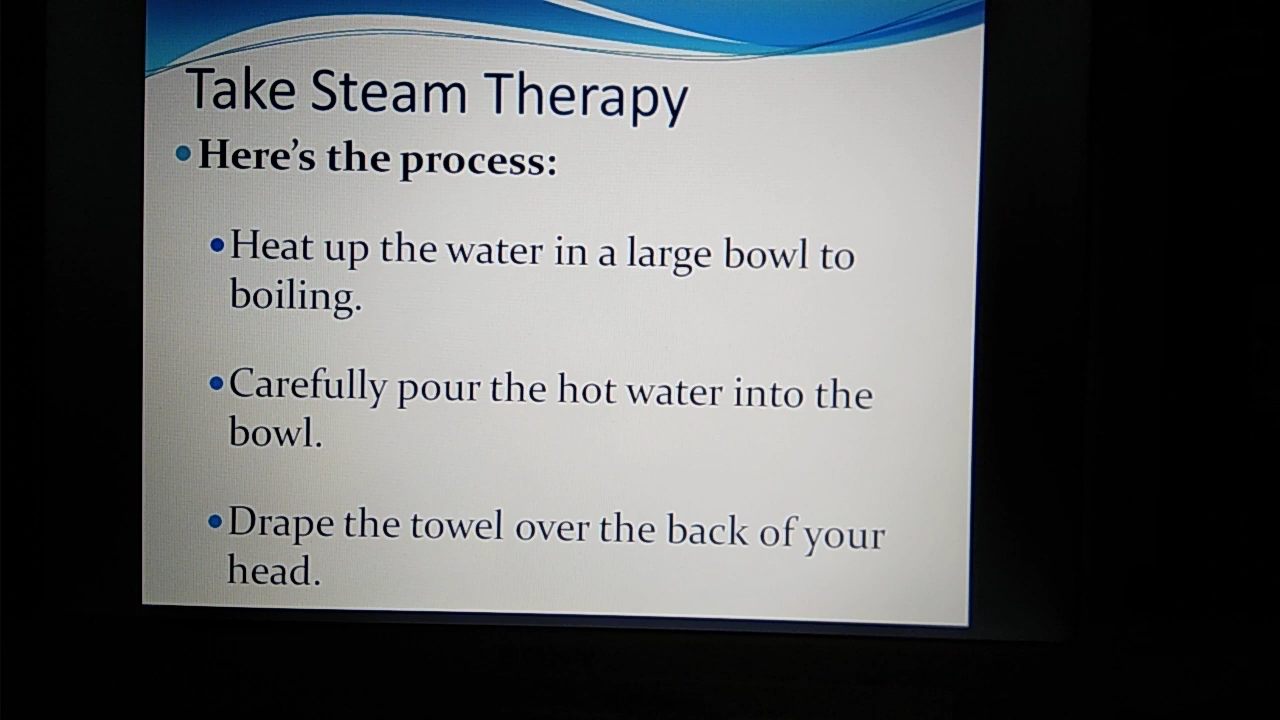 Take Steam Therapy
•Here's the process:
•Heat up the water in a large bowl to
boiling.
•Carefully pour the hot water into the
bowl.
•Drape the towel over the back of your
head.